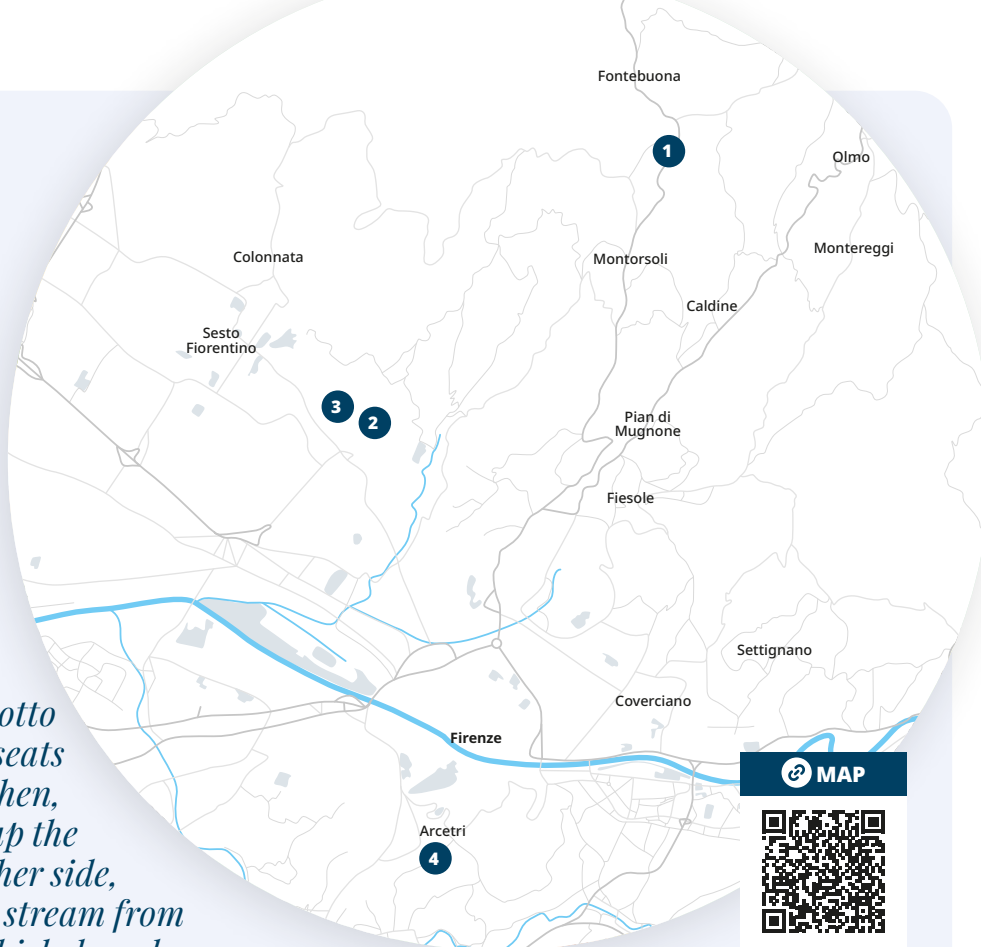 Fontebuona
1
Olmo
Montereggi
Colonnata
Montorsoli
Caldine
Sesto
Fiorentino
3
2
Pian di
Mugnone
Fiesole
Settignano
Coverciano
Firenze
MAP
Arcetri
4
otto
seats
hen,
up the
her side,
stream from